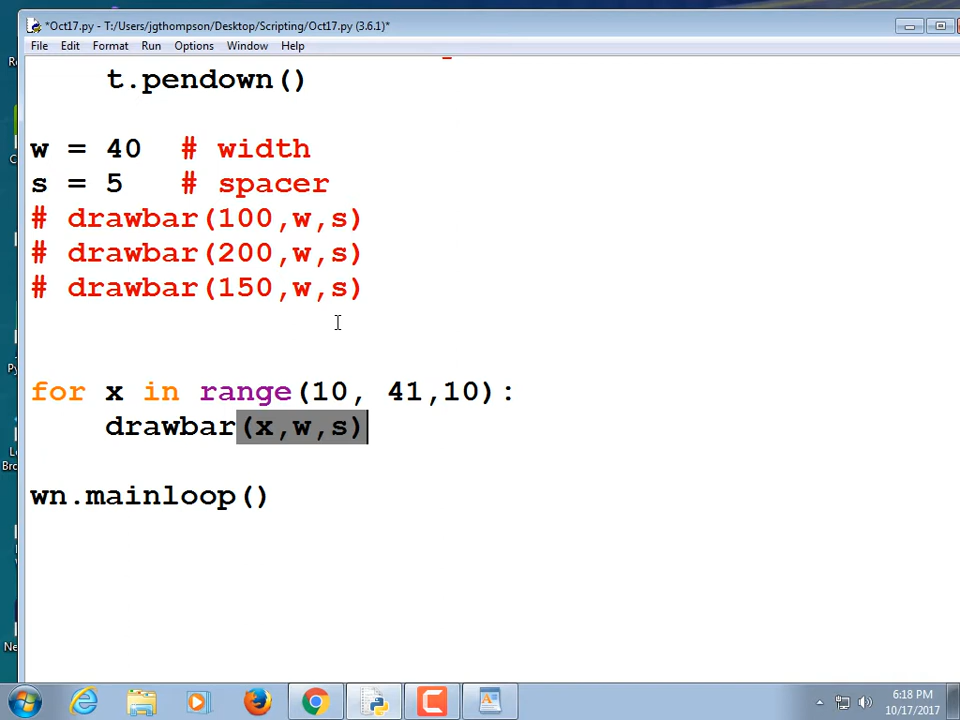 *Oct17.py - T:/Users/jgthompson/Desktop/Scripting/Oct17.py (3.6.1)*
File Edit Format Run Options Window Help
t.pendown()
w = 40 # width
s = 5 # spacer
# drawbar(100,w,s)
# drawbar(200,w,s)
# drawbar(150,w,s)
for x in range(10, 41,10):
drawbar(x,w,s)
wn.mainloop()
6:18 PM
10/17/2017